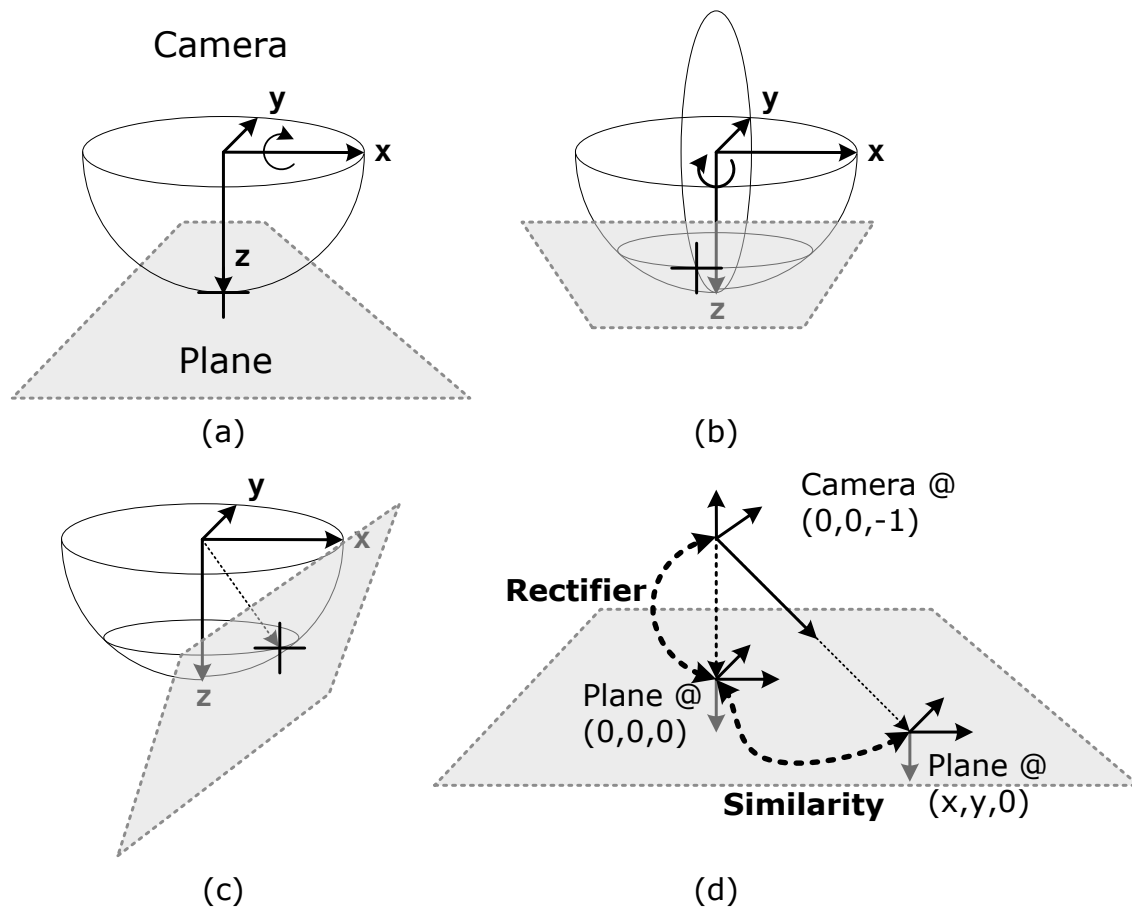 Camera
y
x
z
Plane
(a)
y
x
z
(b)
y
x
z
(c)
Camera @
(0,0,-1)
Rectifier
Plane @
(0,0,0)
Plane @
(x,y,0)
Similarity
(d)